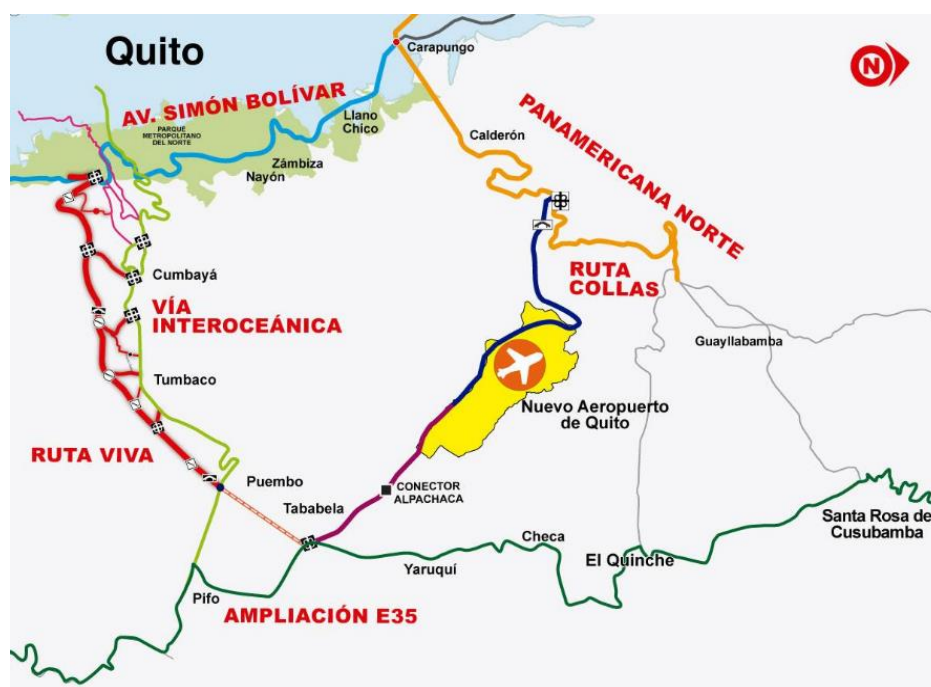 Quito
Carapungo
N
AV. SIMÓN BOLÍVAR
PARQUE
METROPOLITANO
DEL NORTE
Llano
Chico
Calderón
PANAMERICANA NORTE
Zámbiza
Nayón
Cumbayá
RUTA
COLLAS
VÍA
INTEROCEÁNICA
Guayllabamba
Tumbaco
Nuevo Aeropuerto
de Quito
RUTA VIVA
Puembo
CONECTOR
ALPACHACA
Tababela
Santa Rosa de
Cusubamba
Checa
El Quinche
Yaruquí
Pifo
AMPLIACIÓN E35